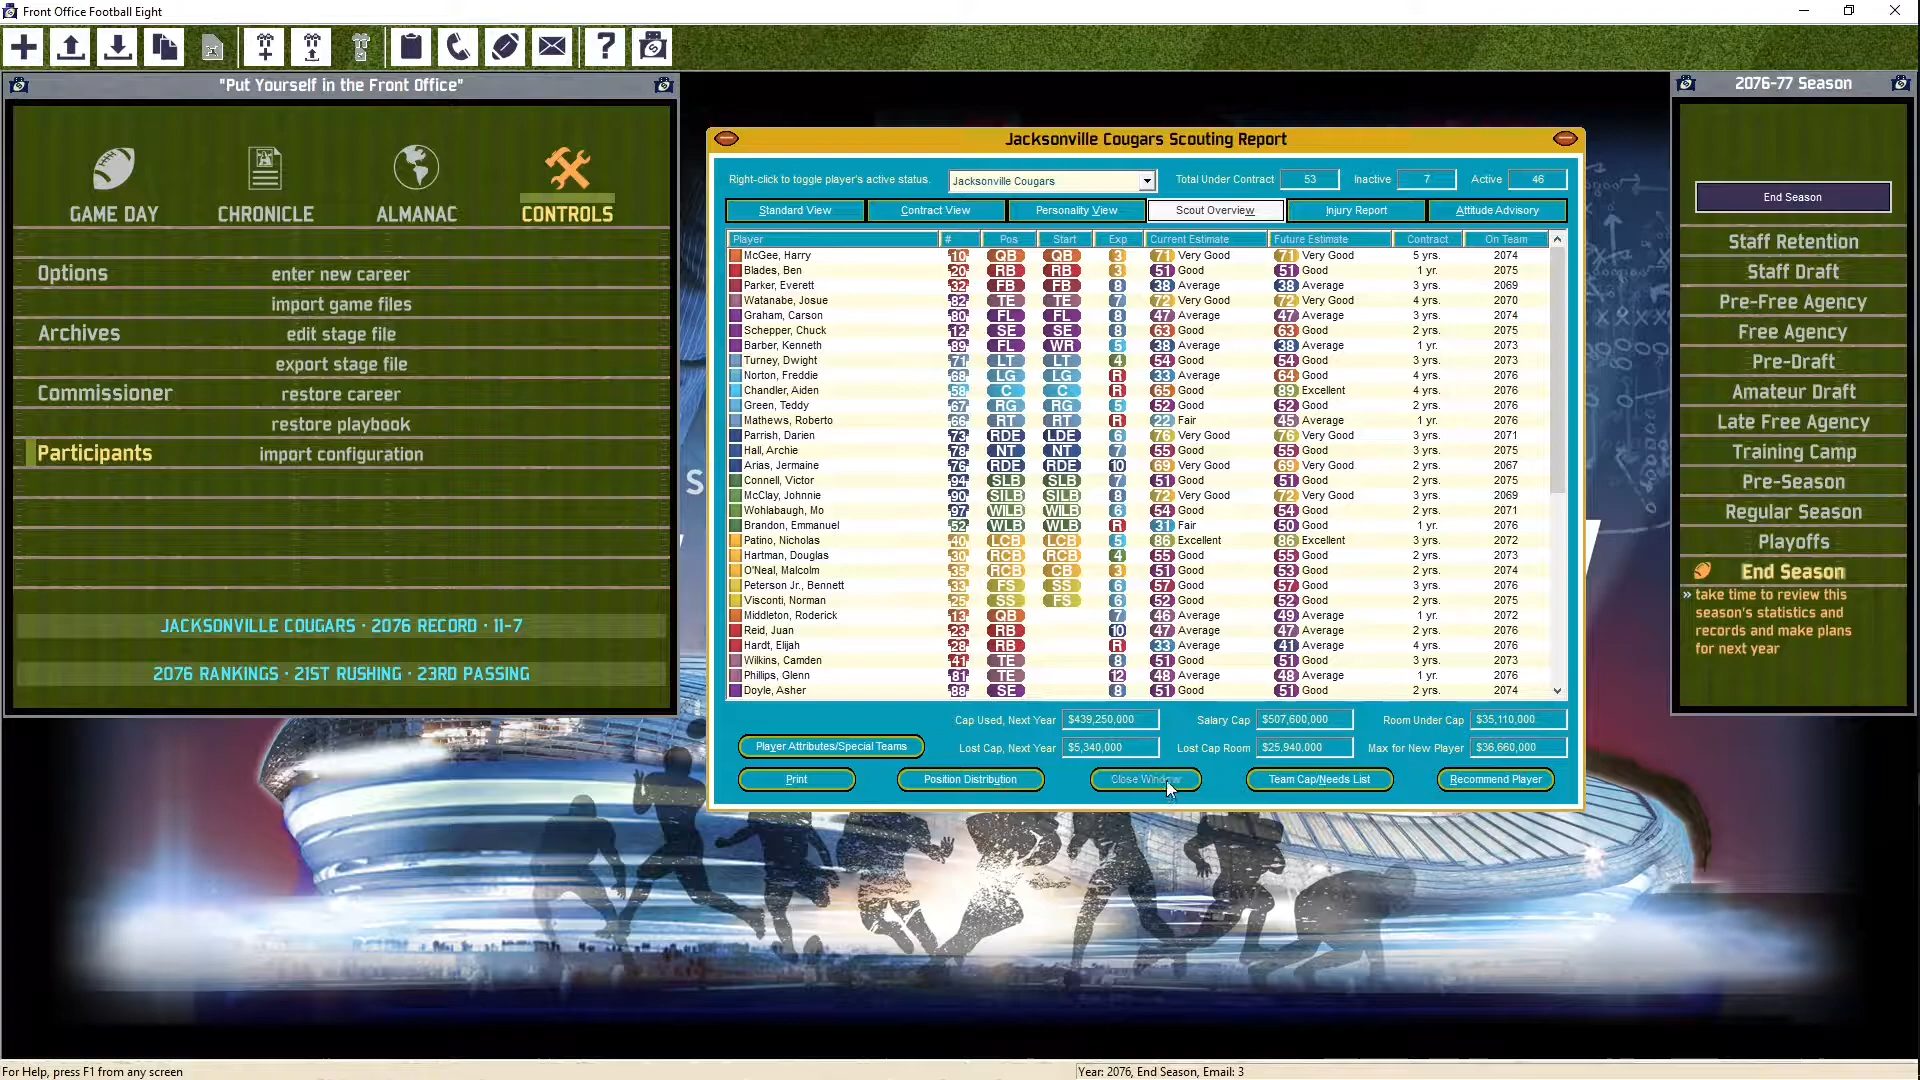 Front Office Football Eight
"Put Yourself in the Front Office"
GAME DAY
CHRONICLE
ALMANAC
CONTROLS
Options
enter new career
import game files
Archives
edit stage file
export stage file
Commissioner
restore career
restore playbook
Participants
import configuration
JACKSONVILLE COUGARS · 2076 RECORD · 11-7
2076 RANKINGS · 21ST RUSHING · 23RD PASSING
Jacksonville Cougars Scouting Report
Right-click to toggle player's active status. Jacksonville Cougars Total Under Contract 53 Inactive 7 Active 46
Standard View Contract View Personality View Scout Overview Injury Report Attitude Advisory
Player # Pos Start Exp Current Estimate Future Estimate Contract On Team
McGee, Harry 10 QB QB 3 71 Very Good 71 Very Good 5 yrs. 2074
Blades, Ben 20 RB RB 3 51 Good 51 Good 1 yr. 2075
Parker, Everett 32 FB FB 8 38 Average 38 Average 3 yrs. 2069
Watanabe, Josue 82 TE TE 7 72 Very Good 72 Very Good 4 yrs. 2070
Graham, Carson 80 FL FL 8 47 Average 47 Average 3 yrs. 2074
Schepper, Chuck 12 SE SE 8 63 Good 63 Good 2 yrs. 2075
Barber, Kenneth 89 FL WR 5 38 Average 38 Average 1 yr. 2073
Turney, Dwight 71 LT LT 4 54 Good 54 Good 3 yrs. 2073
Norton, Freddie 68 LG LG R 33 Average 64 Good 4 yrs. 2076
Chandler, Aiden 58 C C R 65 Good 89 Excellent 4 yrs. 2076
Green, Teddy 67 RG RG 5 52 Good 52 Good 2 yrs. 2076
Mathews, Roberto 66 RT RT R 22 Fair 45 Average 1 yr. 2076
Parrish, Darien 73 RDE LDE 6 76 Very Good 76 Very Good 3 yrs. 2071
Hall, Archie 78 NT NT 7 55 Good 55 Good 3 yrs. 2073
Arias, Jermaine 76 RDE RDE 10 69 Very Good 69 Very Good 2 yrs. 2067
Connell, Victor 94 SLB SLB 7 51 Good 51 Good 2 yrs. 2075
McClay, Johnnie 90 SILB SILB 8 72 Very Good 72 Very Good 3 yrs. 2069
Wohlabaugh, Mo 97 WILB WILB 6 54 Good 54 Good 2 yrs. 2071
Brandon, Emmanuel 52 WLB WLB R 31 Fair 50 Good 1 yr. 2076
Patino, Nicholas 40 LCB LCB 5 86 Excellent 86 Excellent 3 yrs. 2072
Hartman, Douglas 30 RCB RCB 4 55 Good 55 Good 2 yrs. 2073
O'Neal, Malcolm 35 RCB CB 3 51 Good 53 Good 2 yrs. 2074
Peterson Jr., Bennett 33 FS SS 6 57 Good 57 Good 3 yrs. 2076
Visconti, Norman 25 SS FS 6 52 Good 52 Good 2 yrs. 2075
Middleton, Roderick 13 QB 7 46 Average 49 Average 1 yr. 2072
Reid, Juan 23 RB 10 47 Average 47 Average 2 yrs. 2076
Hardt, Elijah 28 RB R 33 Average 41 Average 4 yrs. 2076
Wilkins, Camden 41 TE 8 51 Good 51 Good 3 yrs. 2073
Phillips, Glenn 81 TE 12 48 Average 48 Average 1 yr. 2076
Doyle, Asher 88 SE 8 51 Good 51 Good 2 yrs. 2074
Cap Used, Next Year $439,250,000 Salary Cap $507,600,000 Room Under Cap $35,110,000
Player Attributes/Special Teams Lost Cap, Next Year $5,340,000 Lost Cap Room $25,940,000 Max for New Player $36,660,000
Print Position Distribution Close Window Team Cap/Needs List Recommend Player
2076-77 Season
End Season
Staff Retention
Staff Draft
Pre-Free Agency
Free Agency
Pre-Draft
Amateur Draft
Late Free Agency
Training Camp
Pre-Season
Regular Season
Playoffs
End Season
» take time to review this
season's statistics and
records and make plans
for next year
For Help, press F1 from any screen
Year: 2076, End Season, Email: 3